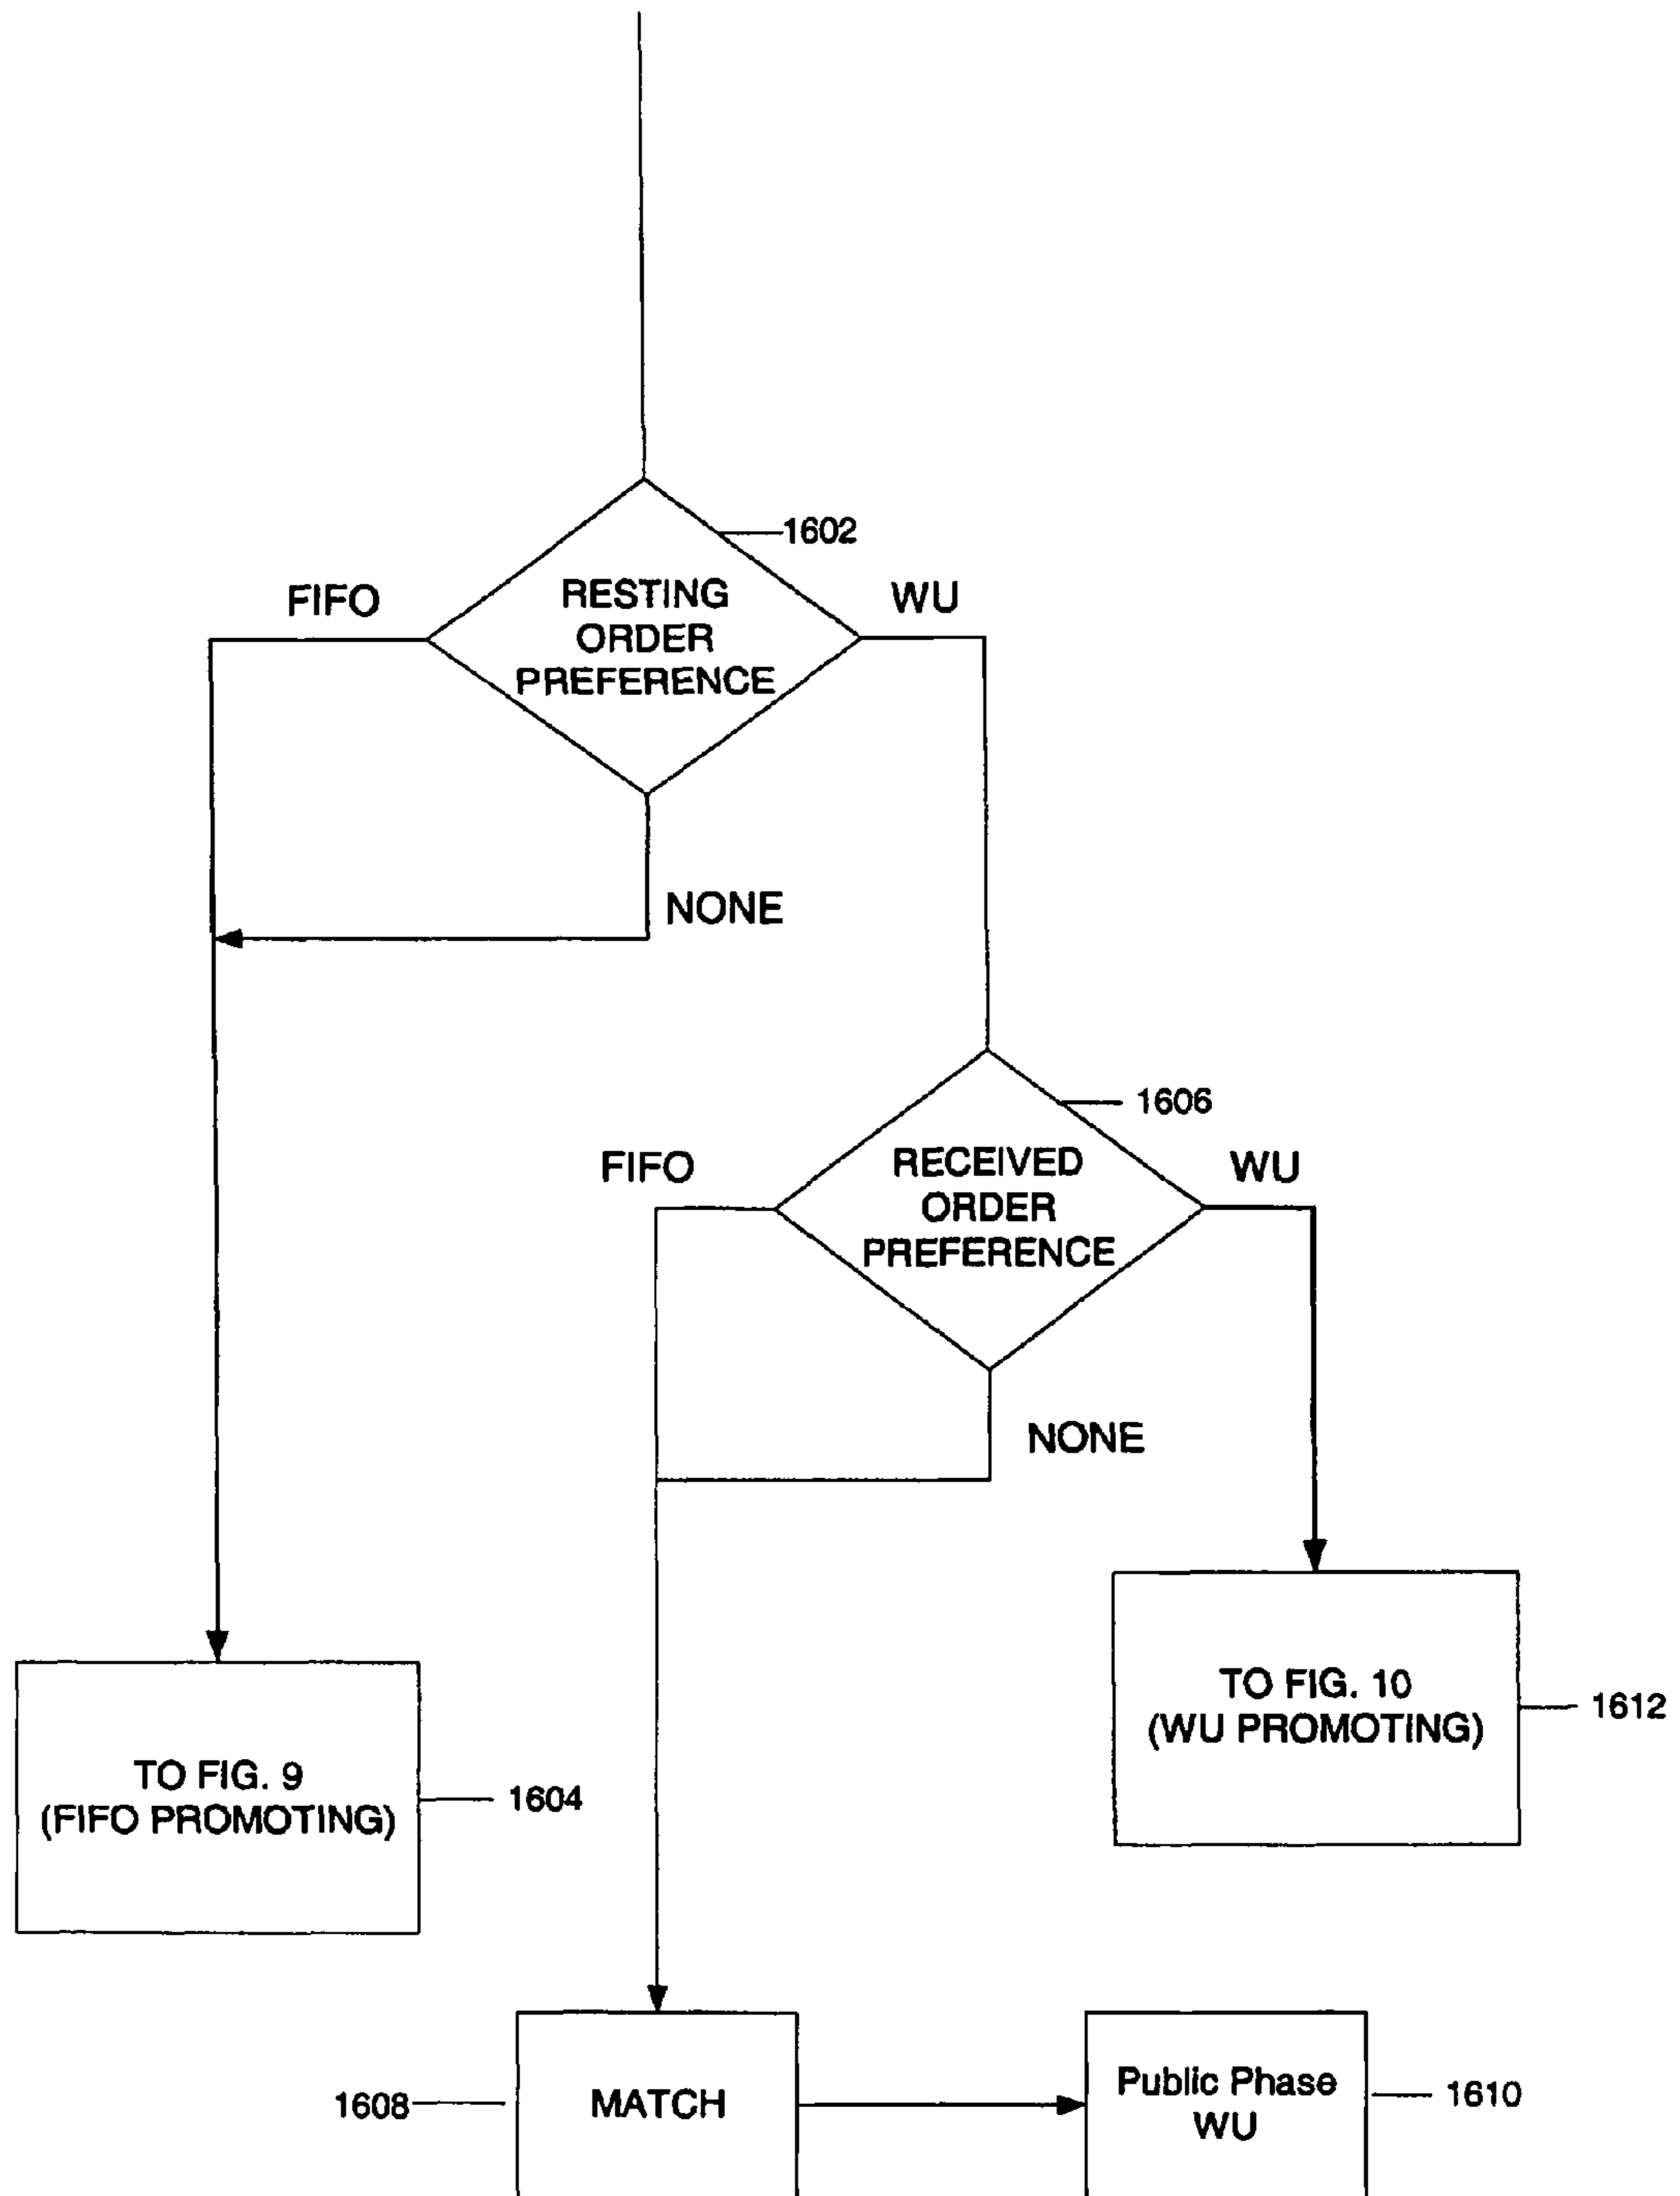 1602
FIFO
RESTING
ORDER
PREFERENCE
WU
NONE
1606
FIFO
RECEIVED
ORDER
PREFERENCE
WU
NONE
TO FIG. 10
(WU PROMOTING)
1612
TO FIG. 9
(FIFO PROMOTING)
1604
1608
MATCH
Public Phase
WU
1610